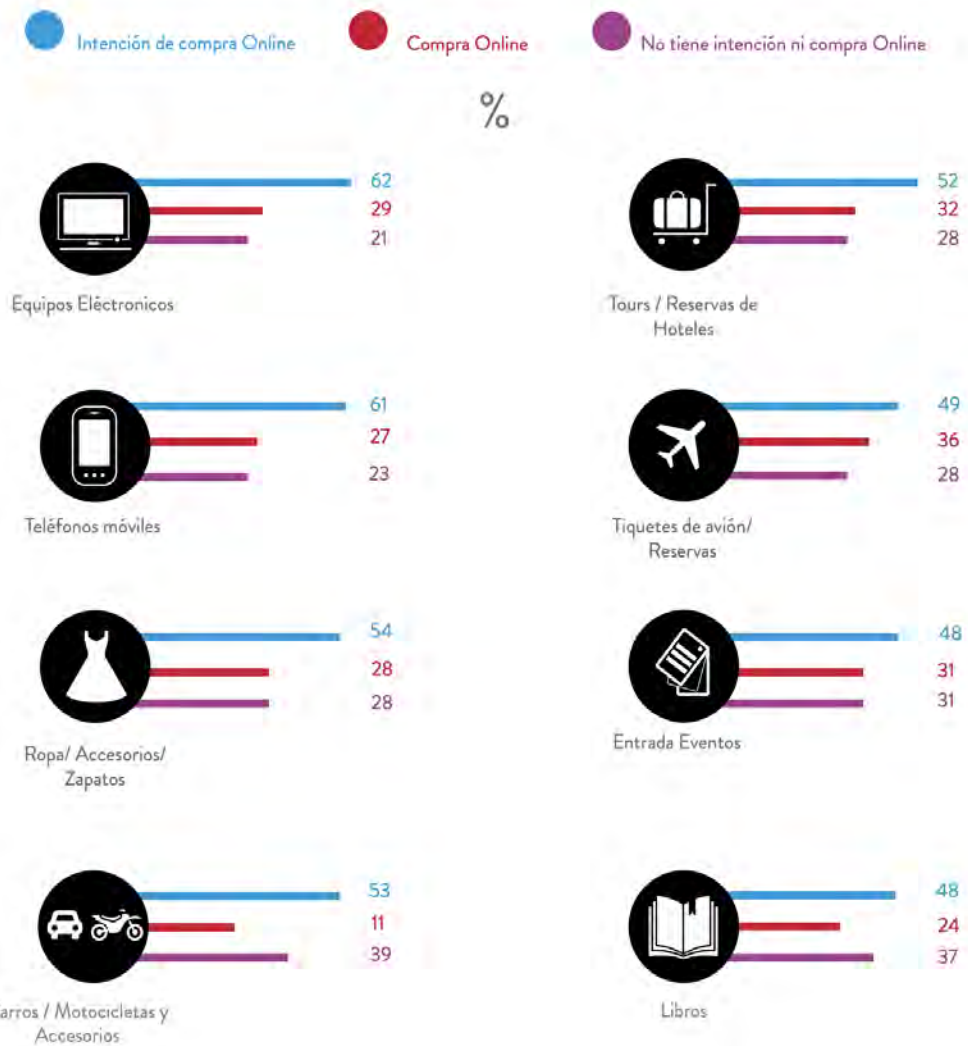 Intención de compra Online
Compra Online
No tiene intención ni compra Online
%
62
29
21
Equipos Eléctronicos
52
32
28
Tours / Reservas de
Hoteles
61
27
23
Teléfonos móviles
49
36
28
Tiquetes de avión/
Reservas
54
28
28
Ropa/ Accesorios/
Zapatos
48
31
31
Entrada Eventos
53
11
39
arros / Motocicletas y
Accesorios
48
24
37
Libros